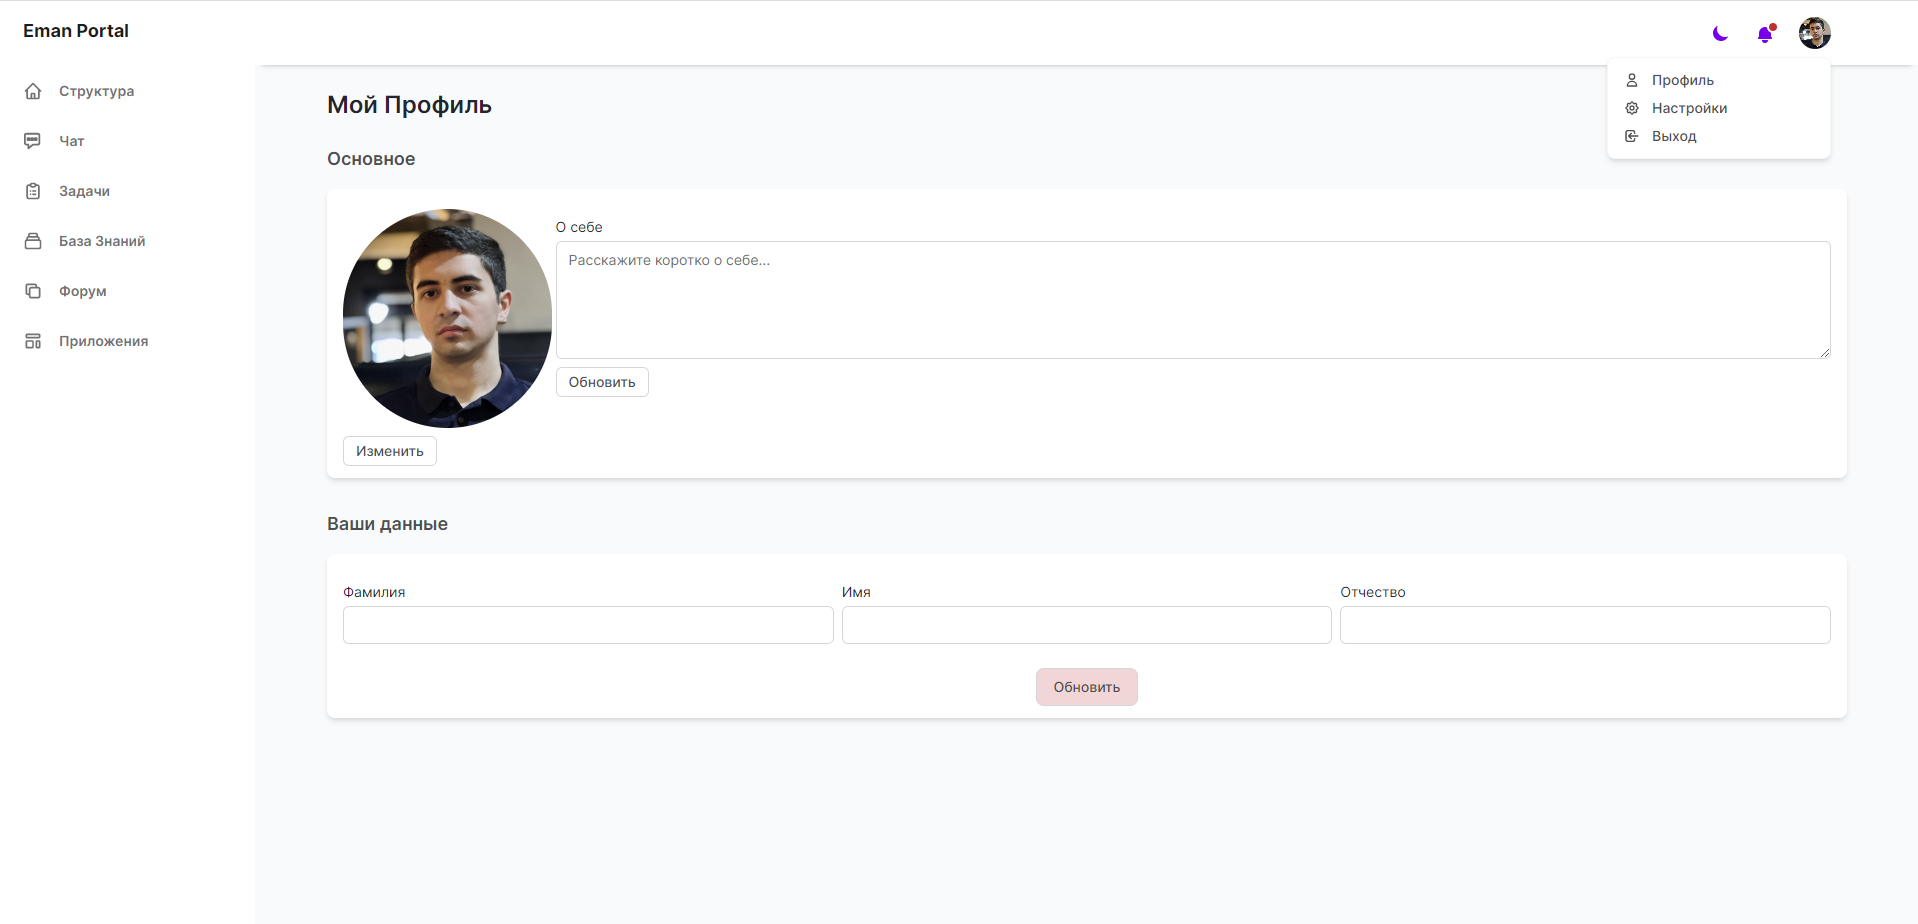 Eman Portal
Профиль
Настройки
Выход
Структура
Чат
Задачи
База Знаний
Форум
Приложения
Мой Профиль
Основное
О себе
Расскажите коротко о себе...
Обновить
Изменить
Ваши данные
Фамилия
Имя
Отчество
Обновить